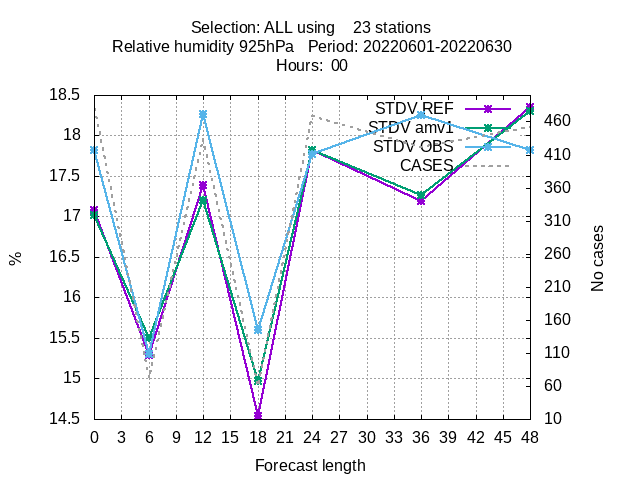 Selection: ALL using    23 stations
Relative humidity 925hPa   Period: 20220601-20220630
Hours:  00
18.5
18
17.5
17
16.5
16
15.5
15
14.5
%
STDV REF
STDV amv1
STDV OBS
CASES
460
410
360
310
260
210
160
110
60
10
No cases
0 3 6 9 12 15 18 21 24 27 30 33 36 39 42 45 48
Forecast length